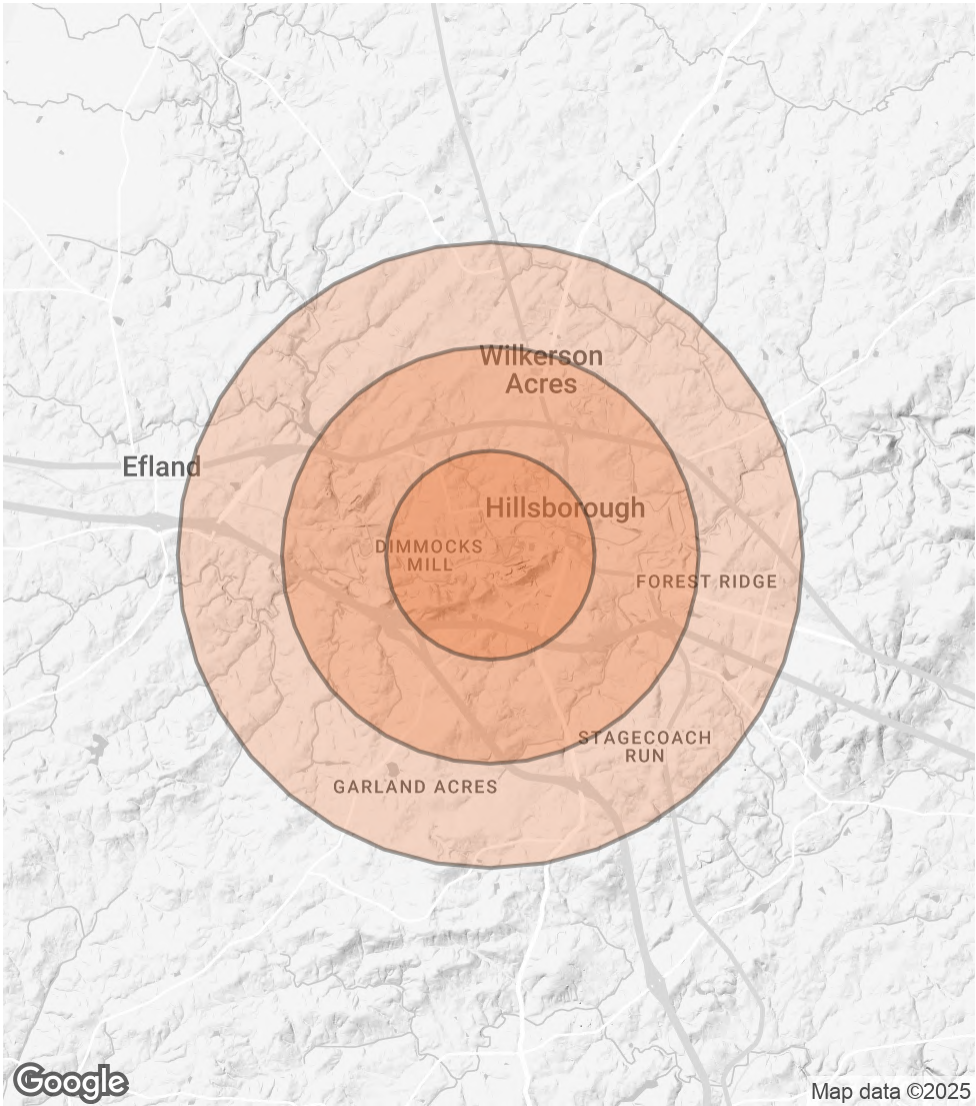 Wilkerson
Acres
Efland
Hillsborough
DIMMOCKS
MILL
FOREST RIDGE
STAGECOACH
RUN
GARLAND ACRES
Google
Map data ©2025